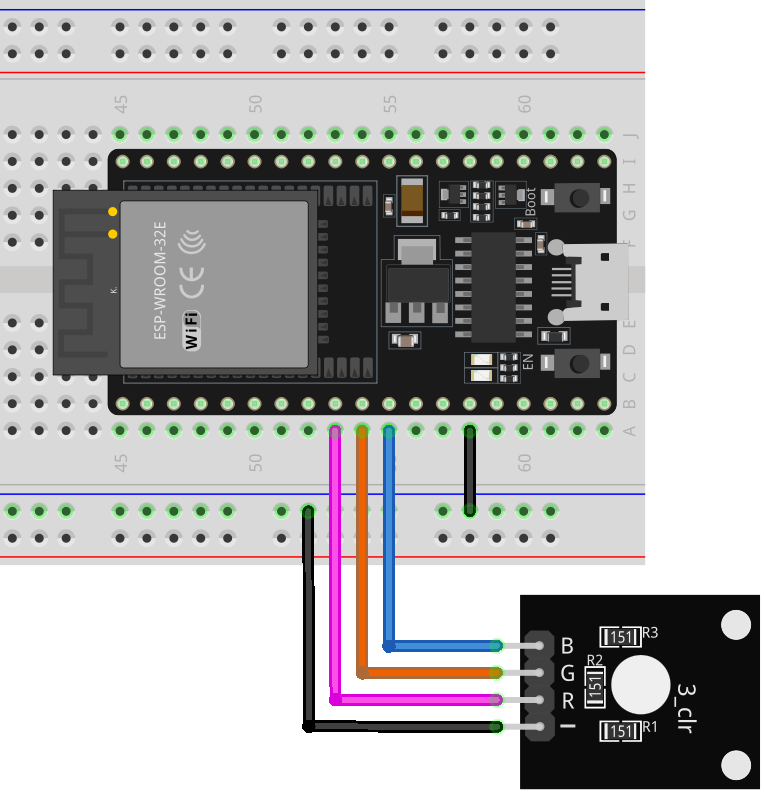 45 50 55 60
J
I
H
G
F
Boot
ESP-WROOM-32E
CE
WiFi
K.
E
D
C
B
A
EN
45 50 60
B
G
R
–
151 R3
R2
151
151 R1
3_clr